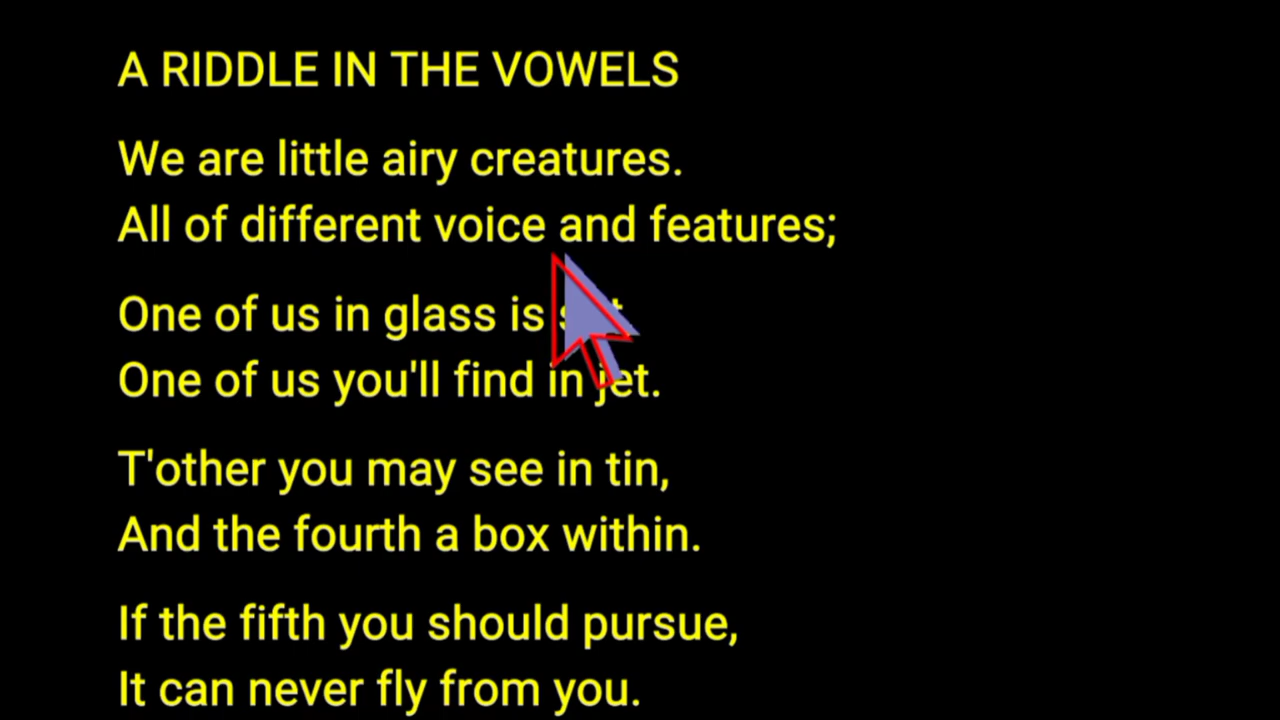 A RIDDLE IN THE VOWELS
We are little airy creatures.
All of different voice and features;
One of us in glass is
One of us you'll find in jet.
T'other you may see in tin,
And the fourth a box within.
If the fifth you should pursue,
It can never fly from you.